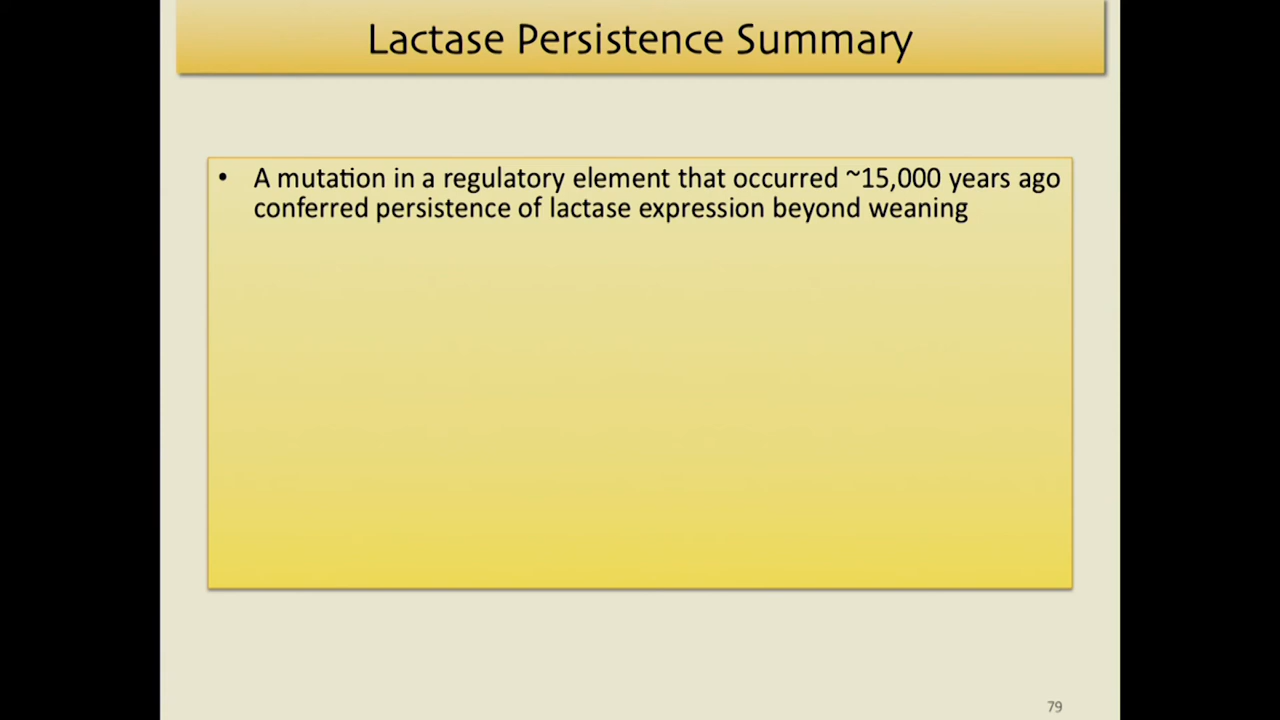 Lactase Persistence Summary
• A mutation in a regulatory element that occurred ~15,000 years ago
conferred persistence of lactase expression beyond weaning
79